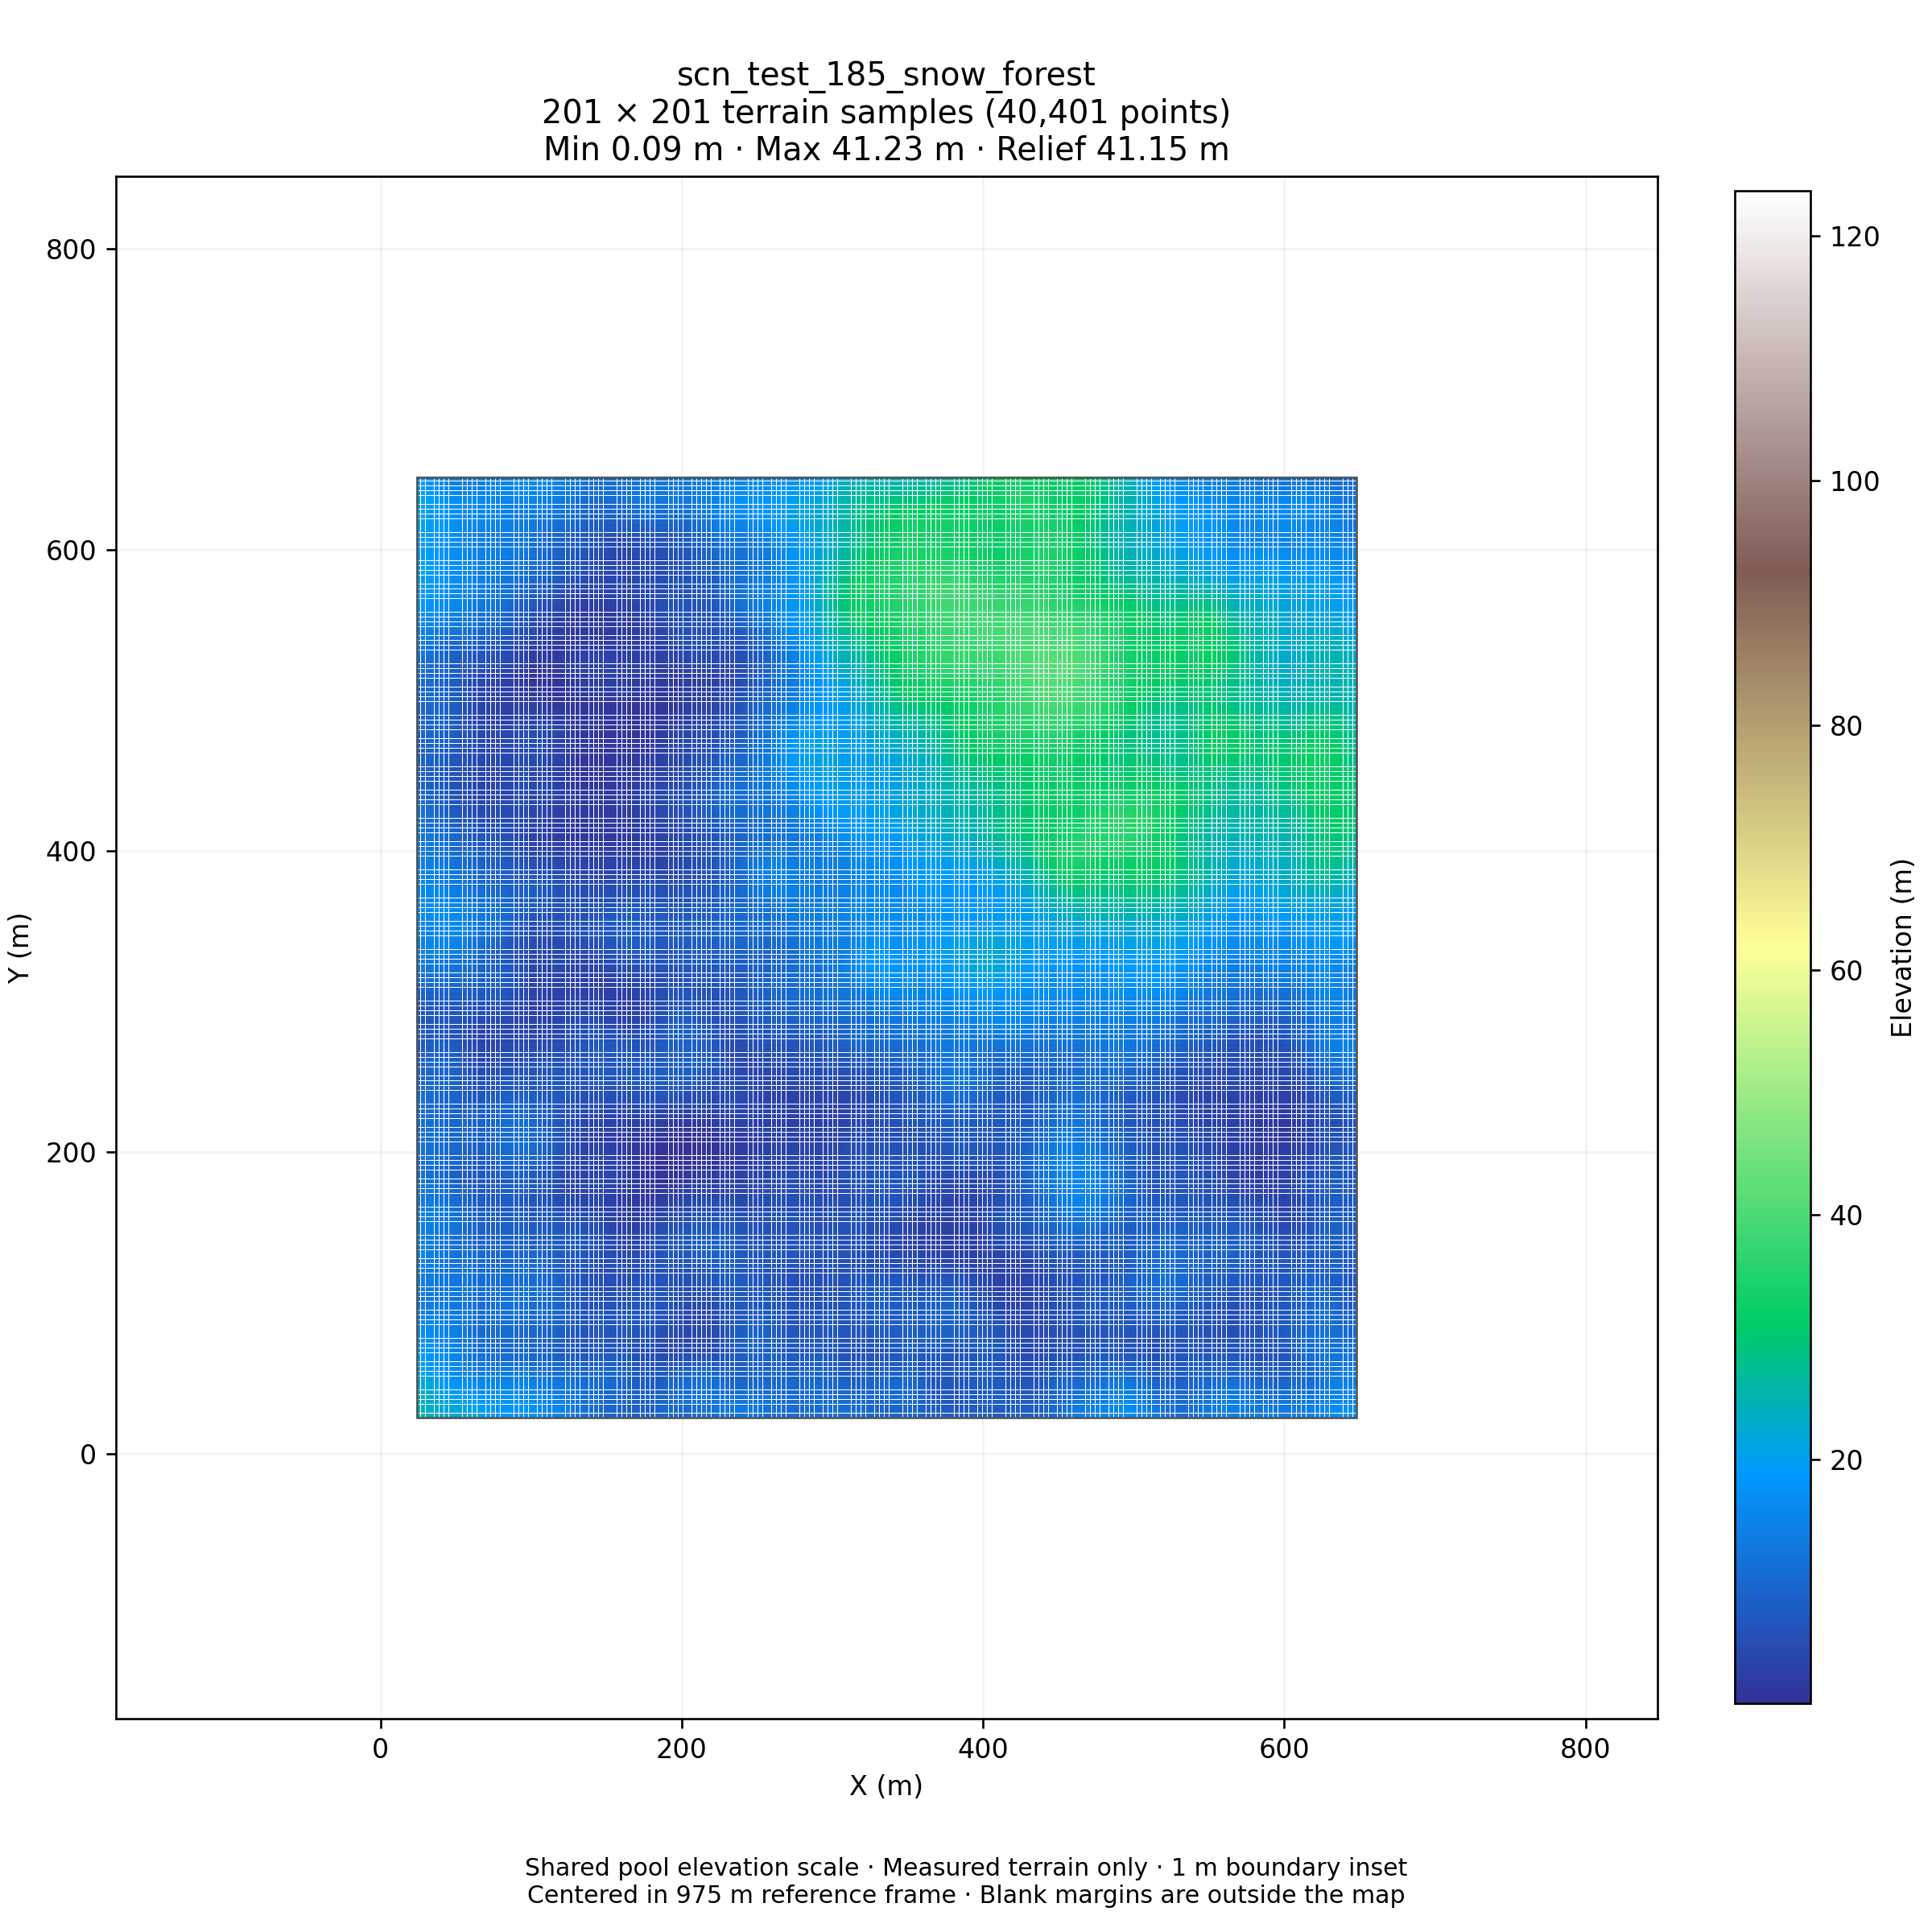 scn_test_185_snow_forest
201 × 201 terrain samples (40,401 points)
Min 0.09 m · Max 41.23 m · Relief 41.15 m
800
600
400
200
0
Y (m)
0
200
400
600
800
X (m)
120
100
80
60
40
20
Elevation (m)
Shared pool elevation scale · Measured terrain only · 1 m boundary inset
Centered in 975 m reference frame · Blank margins are outside the map